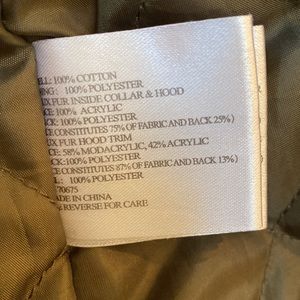 LL: 100% COTTON
ING: 100% POLYESTER
UX FUR INSIDE COLLAR & HOOD
CE: 100% ACRYLIC
CK: 100% POLYESTER
CE CONSTITUTES 75% OF FABRIC AND BACK 25%)
UX FUR HOOD TRIM
CE: 58% MODACRYLIC, 42% ACRYLIC
CK: 100% POLYESTER
CE CONSTITUTES 87% OF FABRIC AND BACK 13%)
L: 100% POLYESTER
70675
ADE IN CHINA
REVERSE FOR CARE